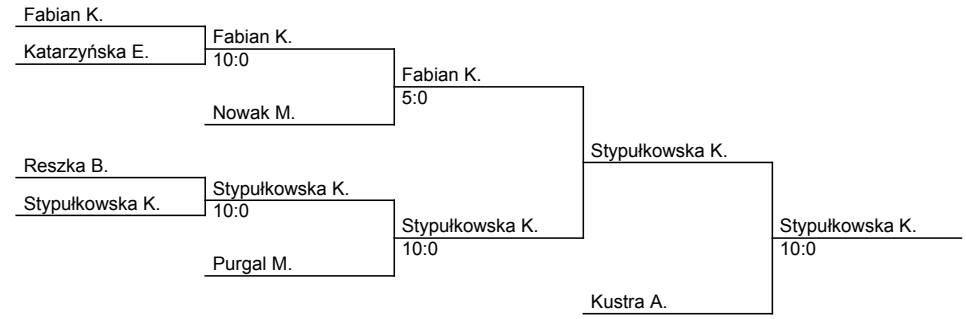 Fabian K.
Katarzyńska E.
Fabian K.
10:0
Nowak M.
Fabian K.
5:0
Reszka B.
Stypułkowska K.
Stypułkowska K.
10:0
Purgal M.
Stypułkowska K.
10:0
Stypułkowska K.
Kustra A.
Stypułkowska K.
10:0